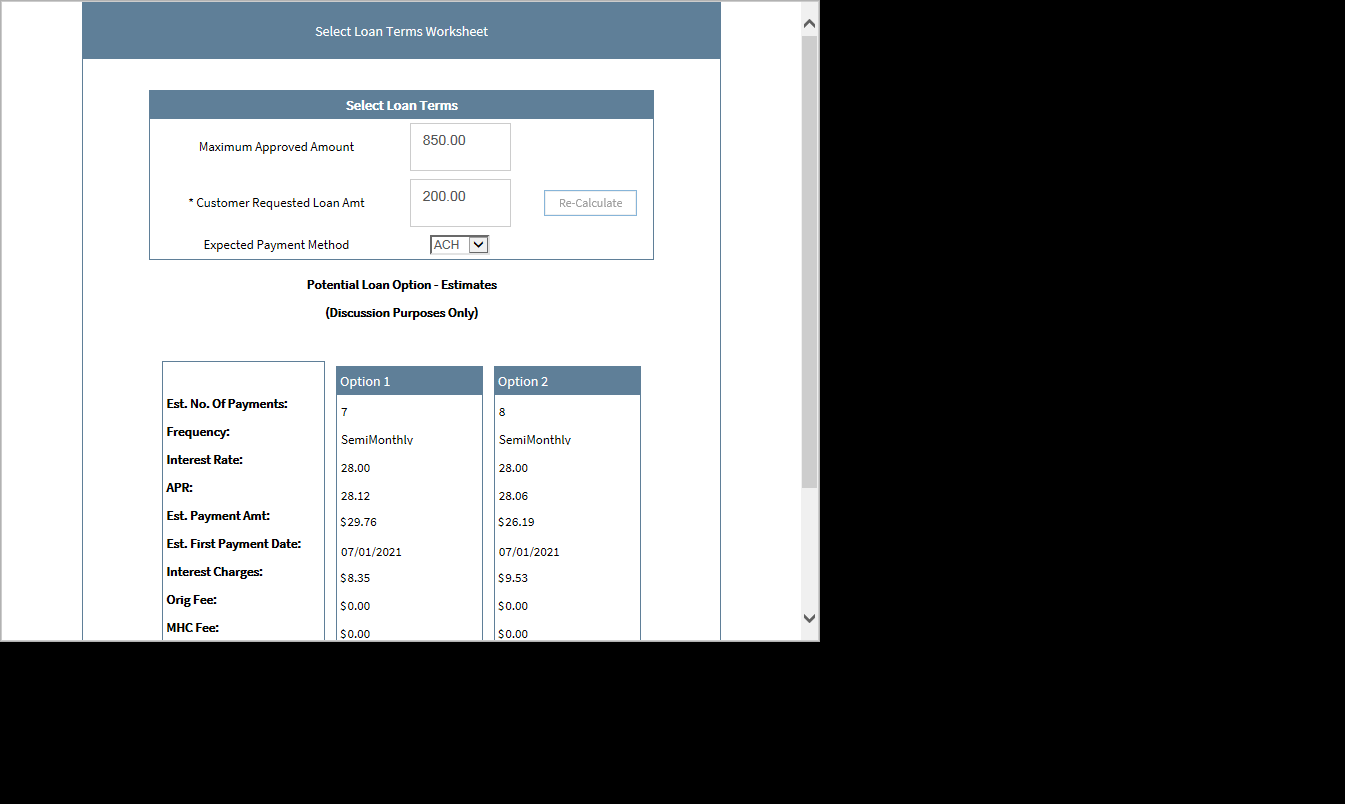 Select Loan Terms Worksheet
Select Loan Terms
Maximum Approved Amount 850.00
* Customer Requested Loan Amt 200.00 Re-Calculate
Expected Payment Method ACH
Potential Loan Option - Estimates
(Discussion Purposes Only)
Option 1 Option 2
Est. No. Of Payments: 7 8
Frequency: SemiMonthly SemiMonthly
Interest Rate: 28.00 28.00
APR: 28.12 28.06
Est. Payment Amt: $29.76 $26.19
Est. First Payment Date: 07/01/2021 07/01/2021
Interest Charges: $8.35 $9.53
Orig Fee: $0.00 $0.00
MHC Fee: $0.00 $0.00